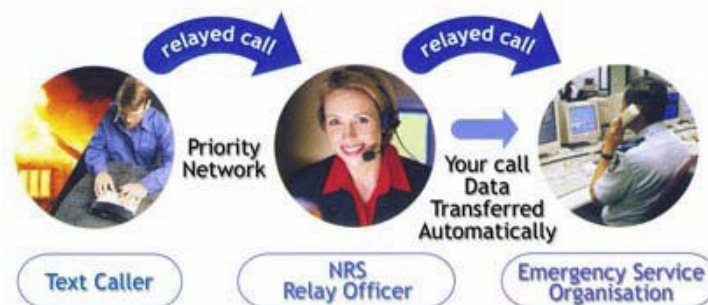 relayed call
relayed call
Priority
Network
Your call
Data
Transferred
Automatically
Text Caller
NRS
Relay Officer
Emergency Service
Organisation